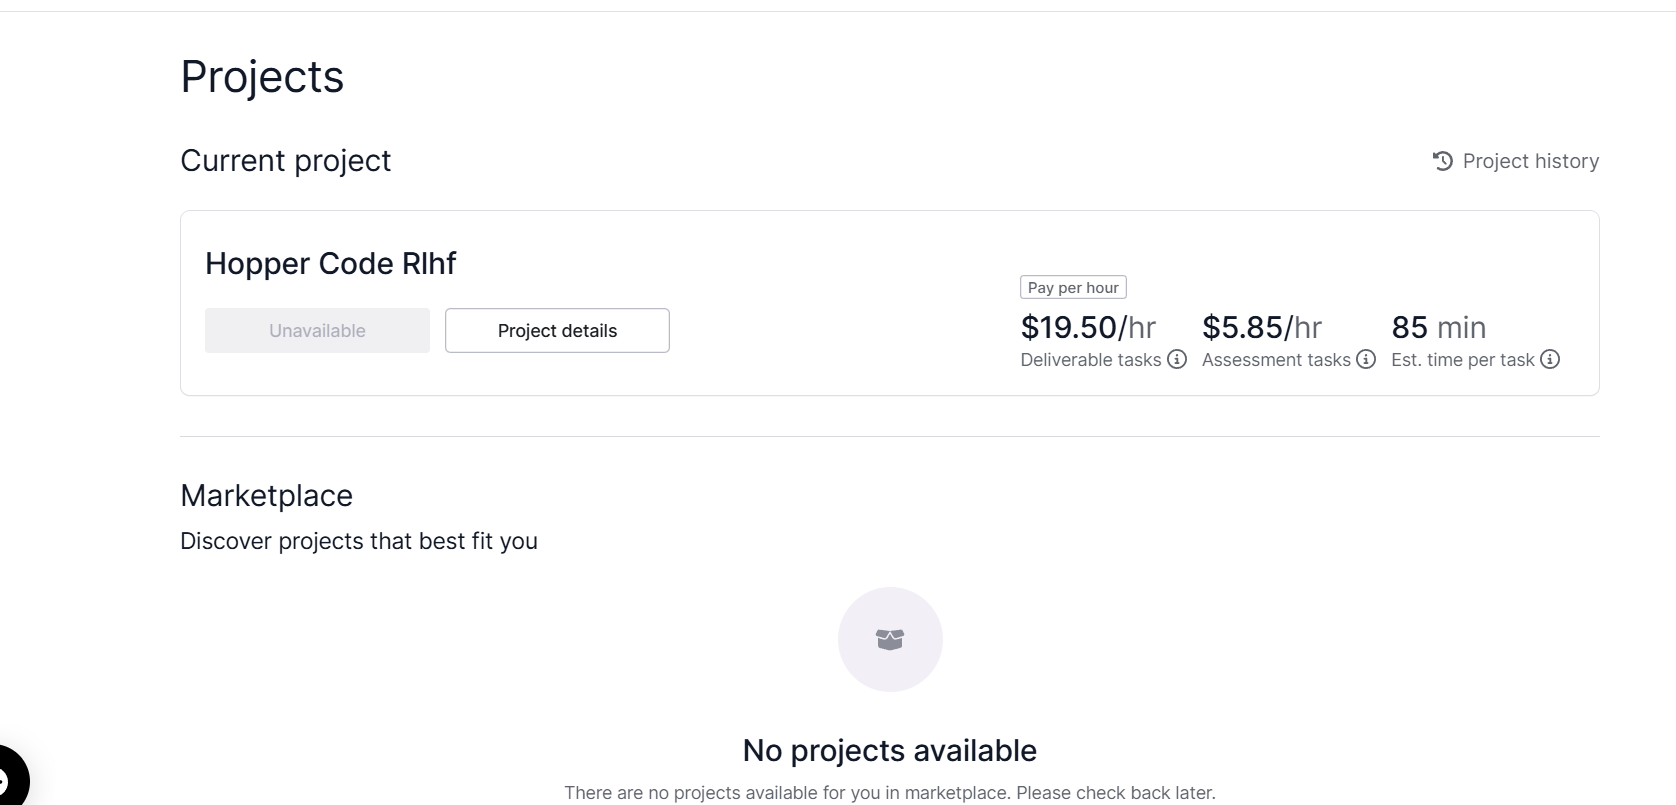 Projects
Current project
Project history
Hopper Code Rlhf
Pay per hour
Unavailable
Project details
$19.50/hr $5.85/hr 85 min
Deliverable tasks Assessment tasks Est. time per task
Marketplace
Discover projects that best fit you
No projects available
There are no projects available for you in marketplace. Please check back later.